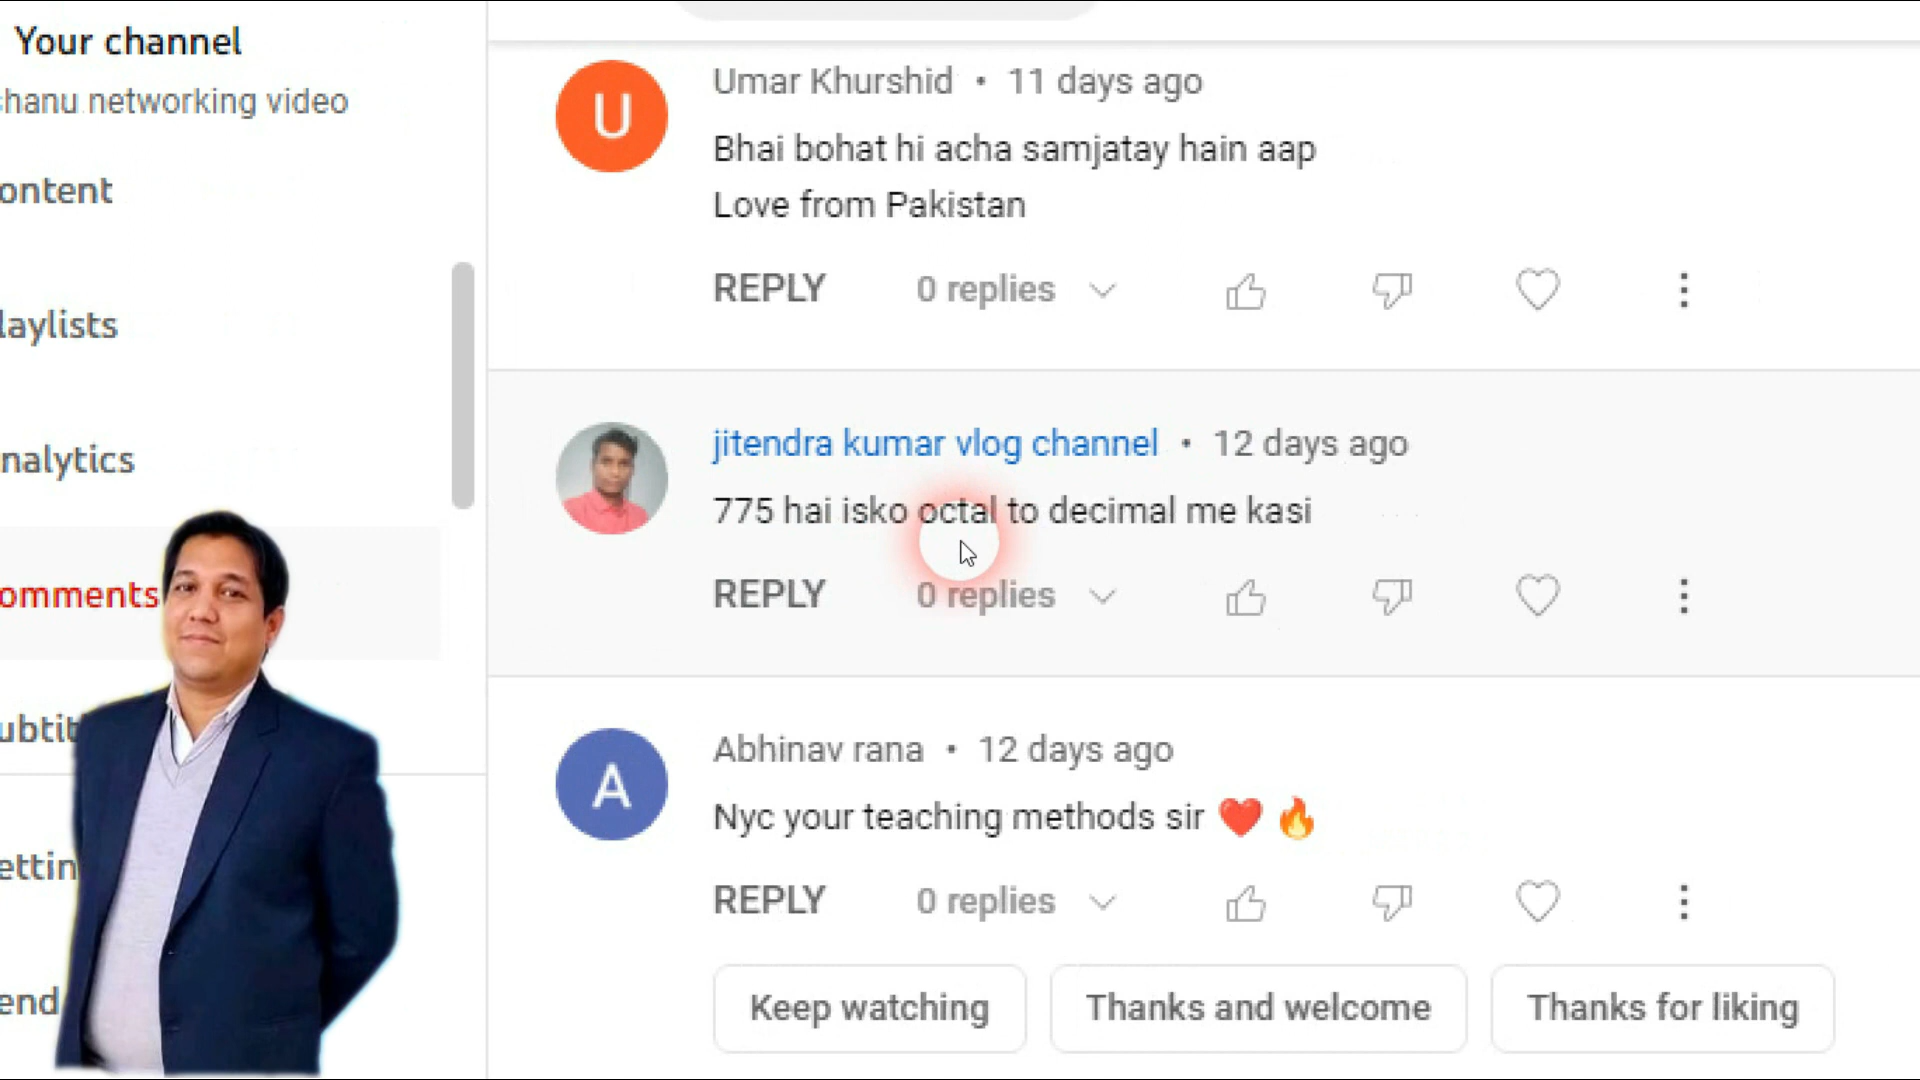 Your channel
shanu networking video
ontent
laylists
nalytics
omments
ubtit
ettin
end
U
Umar Khurshid • 11 days ago
Bhai bohat hi acha samjatay hain aap
Love from Pakistan
REPLY 0 replies
jitendra kumar vlog channel • 12 days ago
775 hai isko octal to decimal me kasi
REPLY 0 replies
A
Abhinav rana • 12 days ago
Nyc your teaching methods sir ❤️ 🔥
REPLY 0 replies
Keep watching Thanks and welcome Thanks for liking